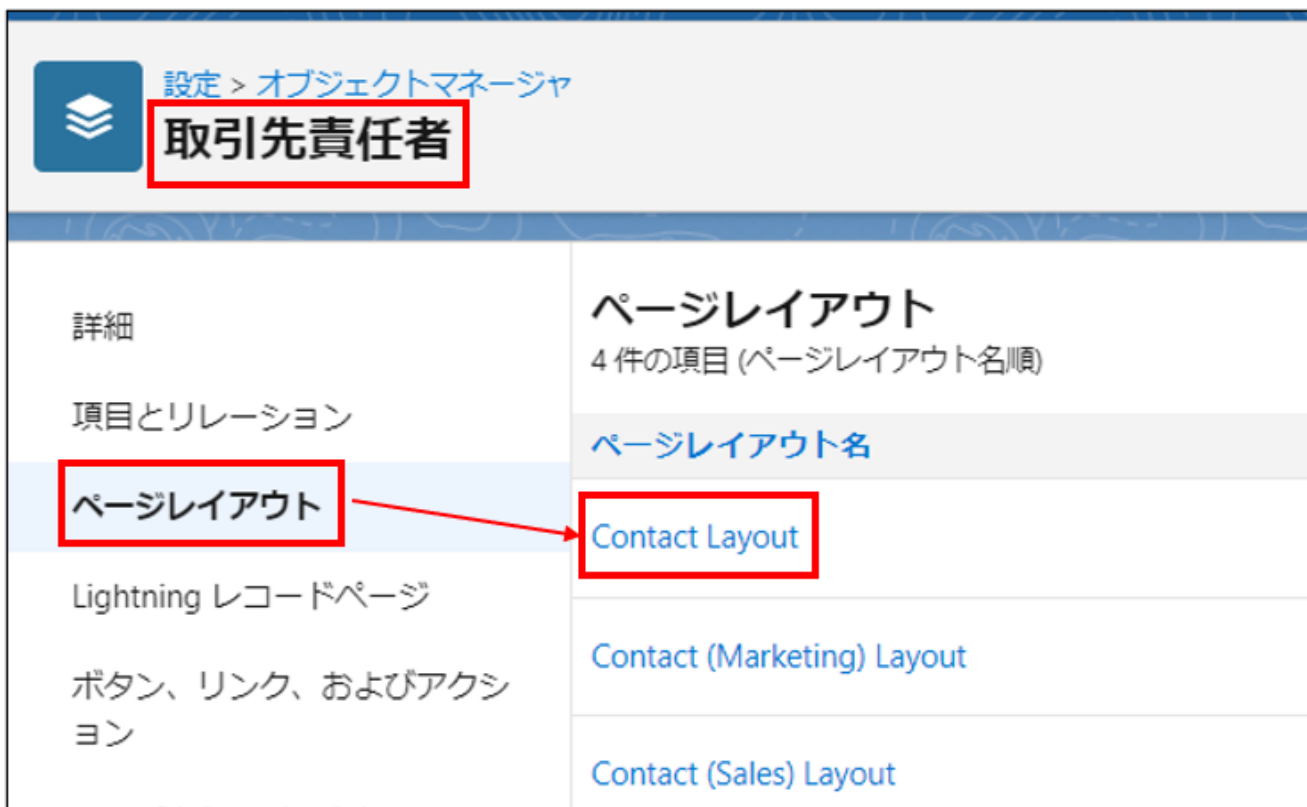 設定 > オブジェクトマネージャ
取引先責任者
詳細
項目とリレーション
ページレイアウト
Lightning レコードページ
ボタン、リンク、およびアクシ
ョン
ページレイアウト
4 件の項目 (ページレイアウト名順)
ページレイアウト名
Contact Layout
Contact (Marketing) Layout
Contact (Sales) Layout